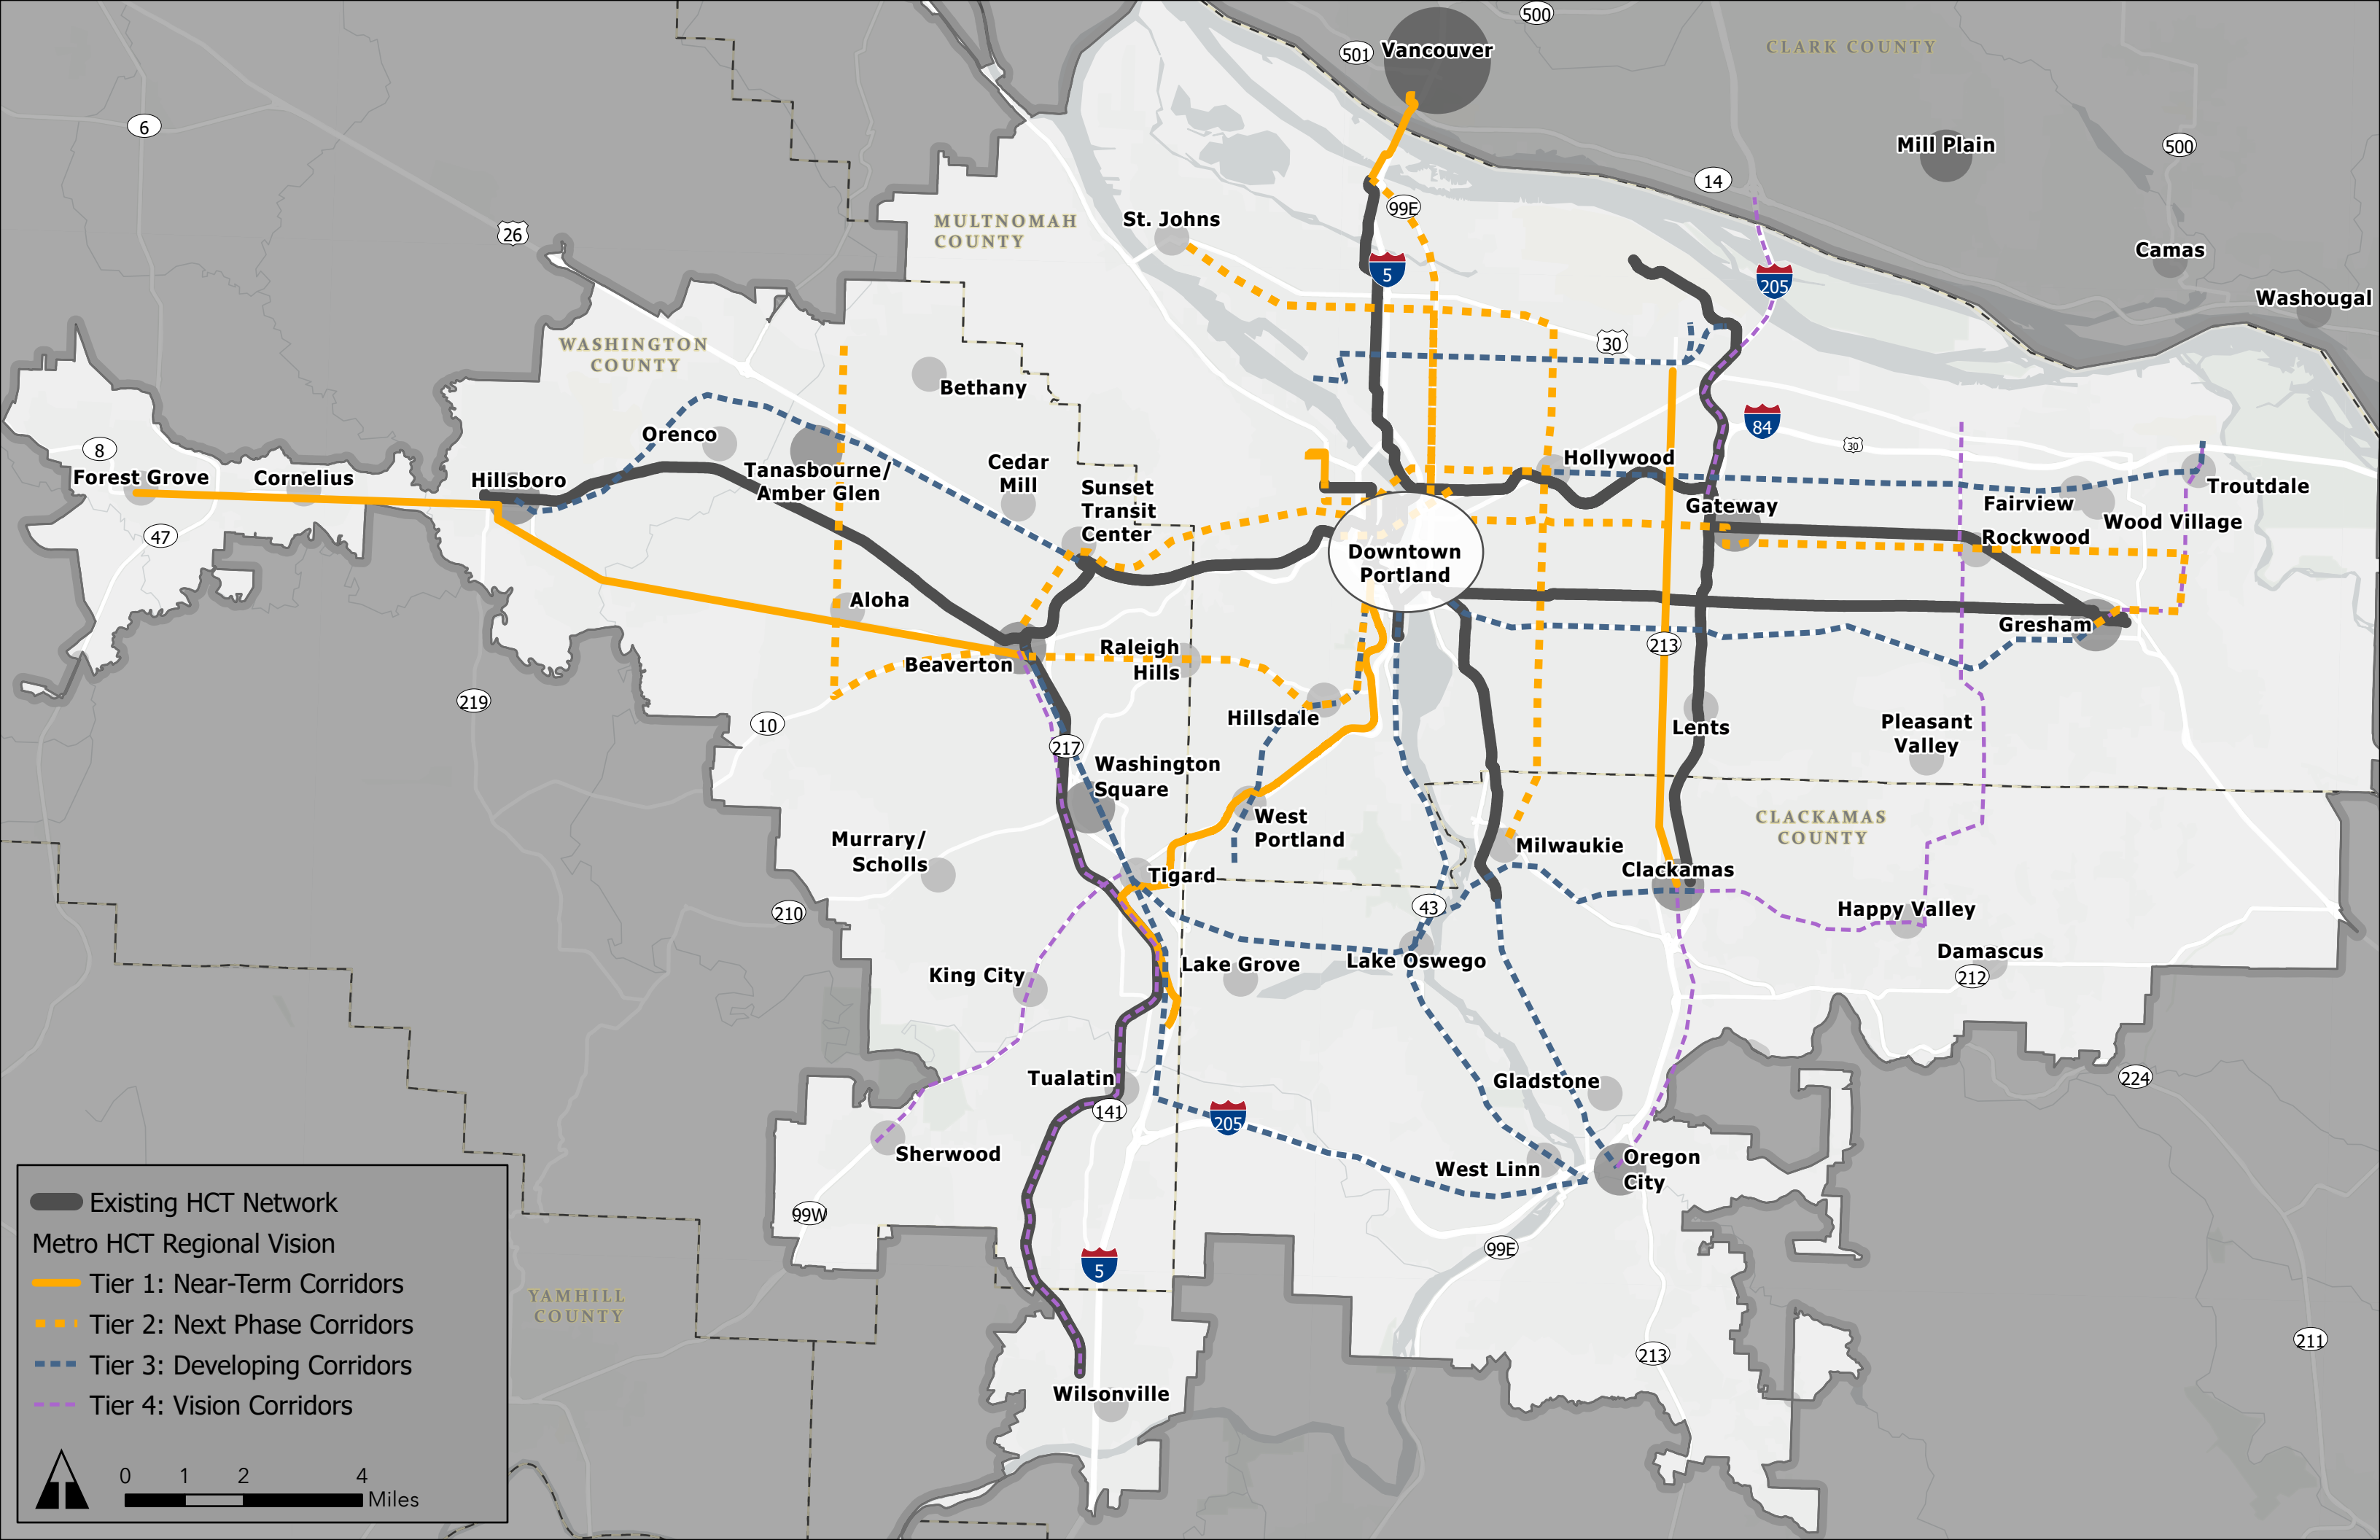 500
501
Vancouver
CLARK COUNTY
6
Mill Plain
500
14
26
MULTNOMAH
COUNTY
St. Johns
99E
Camas
5
205
Washougal
WASHINGTON
COUNTY
30
Bethany
84
Orenco
30
8
Forest Grove
Cornelius
Hillsboro
Tanasbourne/
Amber Glen
Cedar
Mill
Sunset
Transit
Center
Hollywood
Gateway
Fairview
Troutdale
Wood Village
Rockwood
47
Downtown
Portland
Aloha
Gresham
213
Beaverton
Raleigh
Hills
219
10
Hillsdale
Lents
Pleasant
Valley
217
Washington
Square
West
Portland
CLACKAMAS
COUNTY
Murrary/
Scholls
Milwaukie
Tigard
Clackamas
210
43
Happy Valley
Damascus
212
King City
Lake Grove
Lake Oswego
Tualatin
141
205
Gladstone
224
Sherwood
West Linn
Oregon
City
99W
99E
5
YAMHILL
COUNTY
213
211
Wilsonville
Existing HCT Network
Metro HCT Regional Vision
Tier 1: Near-Term Corridors
Tier 2: Next Phase Corridors
Tier 3: Developing Corridors
Tier 4: Vision Corridors
0 1 2 4
Miles